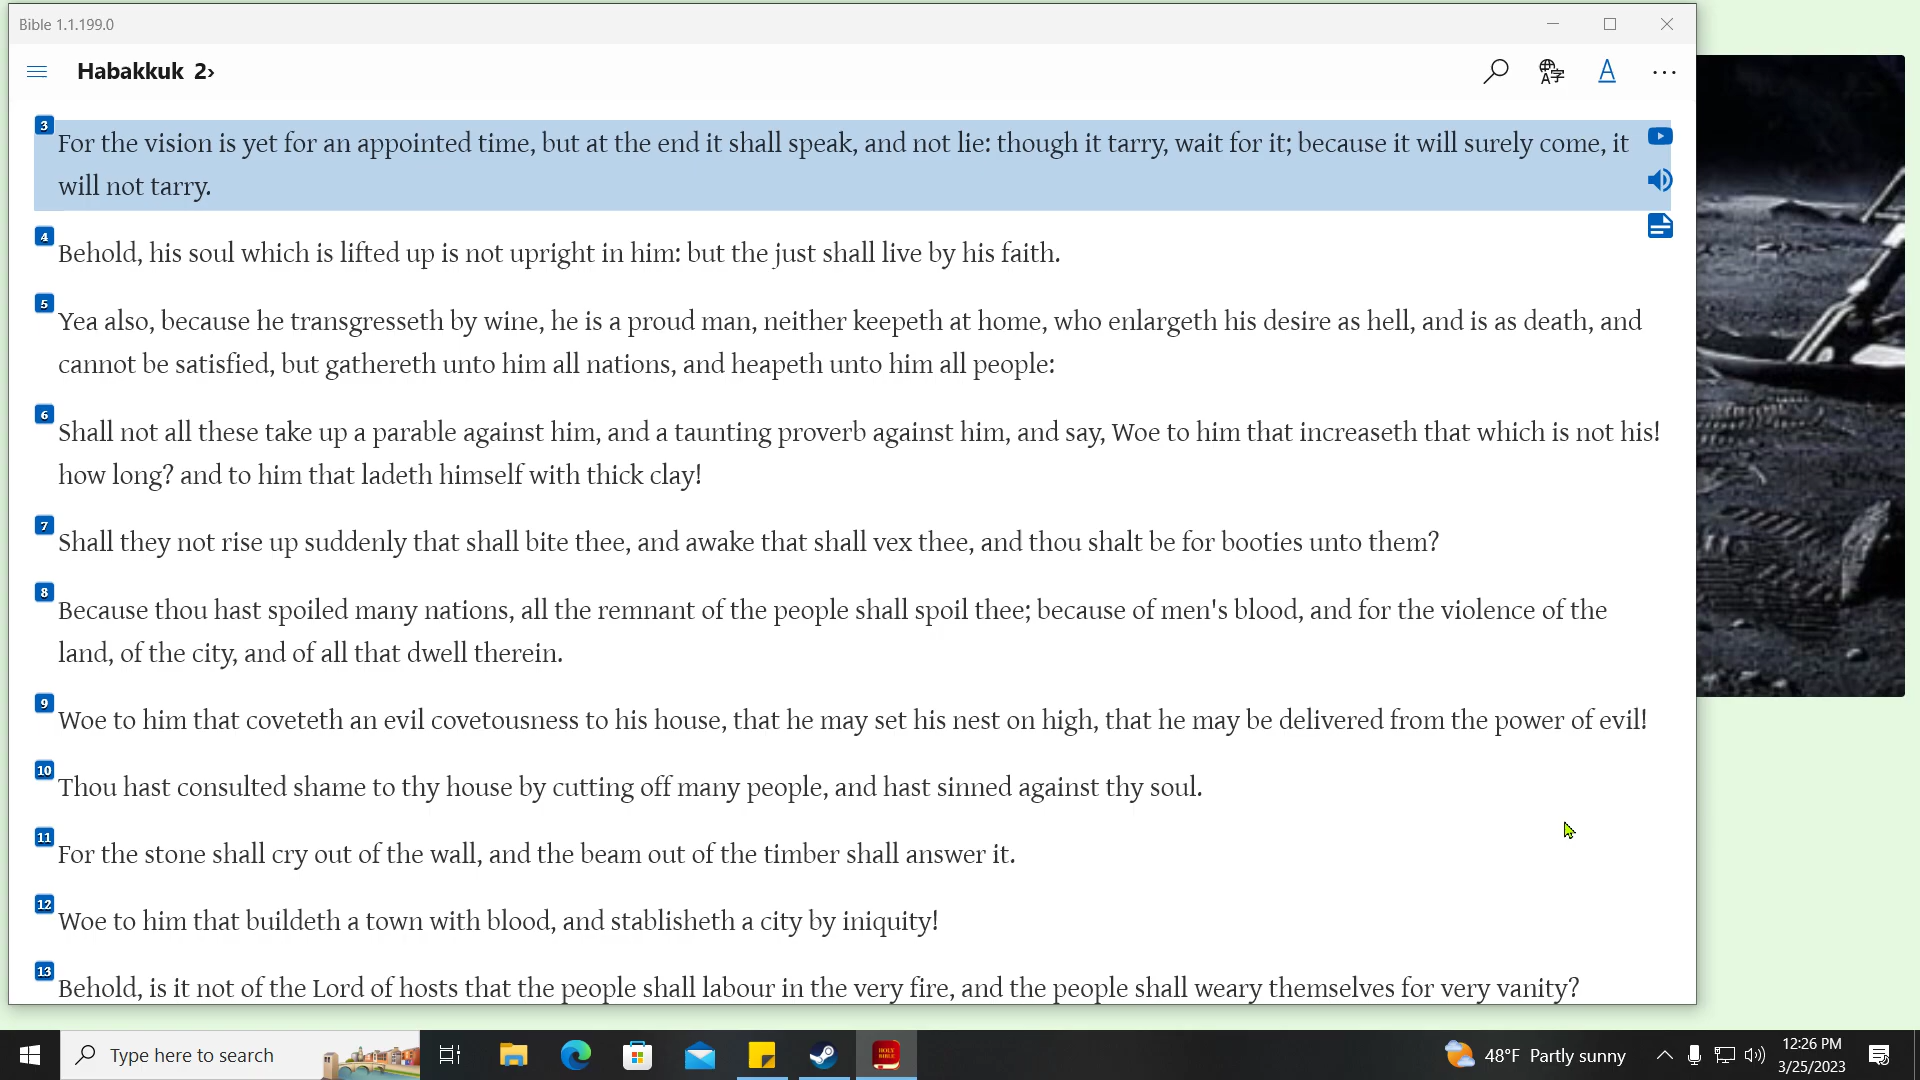 Bible 1.1.199.0
Habakkuk 2›
3
For the vision is yet for an appointed time, but at the end it shall speak, and not lie: though it tarry, wait for it; because it will surely come, it
will not tarry.
4
Behold, his soul which is lifted up is not upright in him: but the just shall live by his faith.
5
Yea also, because he transgresseth by wine, he is a proud man, neither keepeth at home, who enlargeth his desire as hell, and is as death, and
cannot be satisfied, but gathereth unto him all nations, and heapeth unto him all people:
6
Shall not all these take up a parable against him, and a taunting proverb against him, and say, Woe to him that increaseth that which is not his!
how long? and to him that ladeth himself with thick clay!
7
Shall they not rise up suddenly that shall bite thee, and awake that shall vex thee, and thou shalt be for booties unto them?
8
Because thou hast spoiled many nations, all the remnant of the people shall spoil thee; because of men's blood, and for the violence of the
land, of the city, and of all that dwell therein.
9
Woe to him that coveteth an evil covetousness to his house, that he may set his nest on high, that he may be delivered from the power of evil!
10
Thou hast consulted shame to thy house by cutting off many people, and hast sinned against thy soul.
11
For the stone shall cry out of the wall, and the beam out of the timber shall answer it.
12
Woe to him that buildeth a town with blood, and stablisheth a city by iniquity!
13
Behold, is it not of the Lord of hosts that the people shall labour in the very fire, and the people shall weary themselves for very vanity?
Type here to search
HOLY
BIBLE
48°F Partly sunny
12:26 PM
3/25/2023